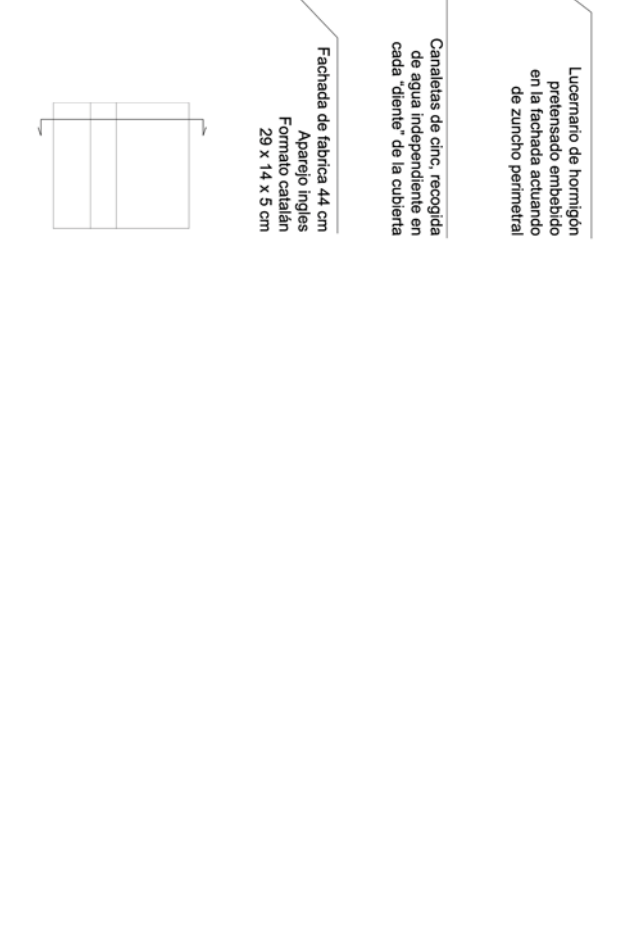 Lucernario de hormigón
pretensado embebido
en la fachada actuando
de zuncho perimetral
Canaletas de cinc, recogida
de agua independiente en
cada “diente” de la cubierta
Fachada de fabrica 44 cm
Aparejo ingles
Formato catalán
29 x 14 x 5 cm